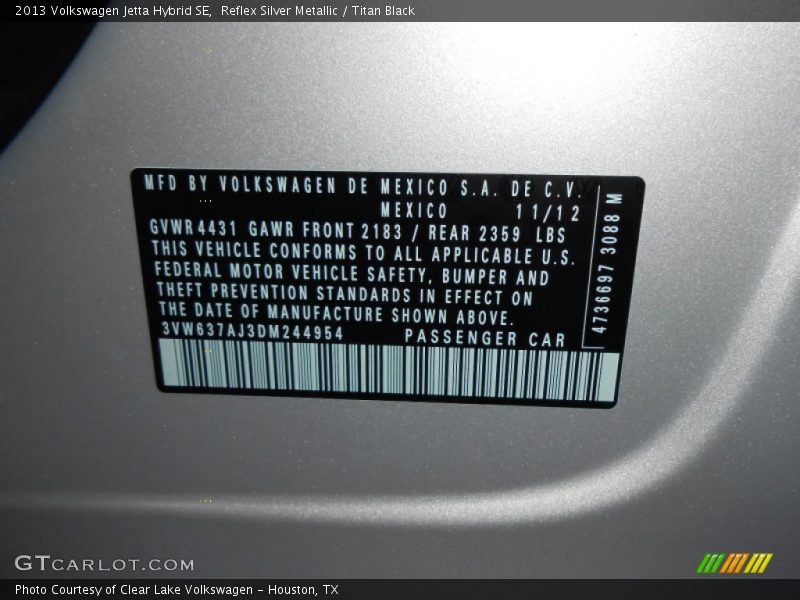 2013 Volkswagen Jetta Hybrid SE, Reflex Silver Metallic / Titan Black
MFD BY VOLKSWAGEN DE MEXICO S.A. DE C.V.
MEXICO 11/12
GVWR 4431 GAWR FRONT 2183 / REAR 2359 LBS
THIS VEHICLE CONFORMS TO ALL APPLICABLE U.S.
FEDERAL MOTOR VEHICLE SAFETY, BUMPER AND
THEFT PREVENTION STANDARDS IN EFFECT ON
THE DATE OF MANUFACTURE SHOWN ABOVE.
3VW637AJ3DM244954 PASSENGER CAR
4736697 3088 M
GTCARLOT.COM
Photo Courtesy of Clear Lake Volkswagen - Houston, TX